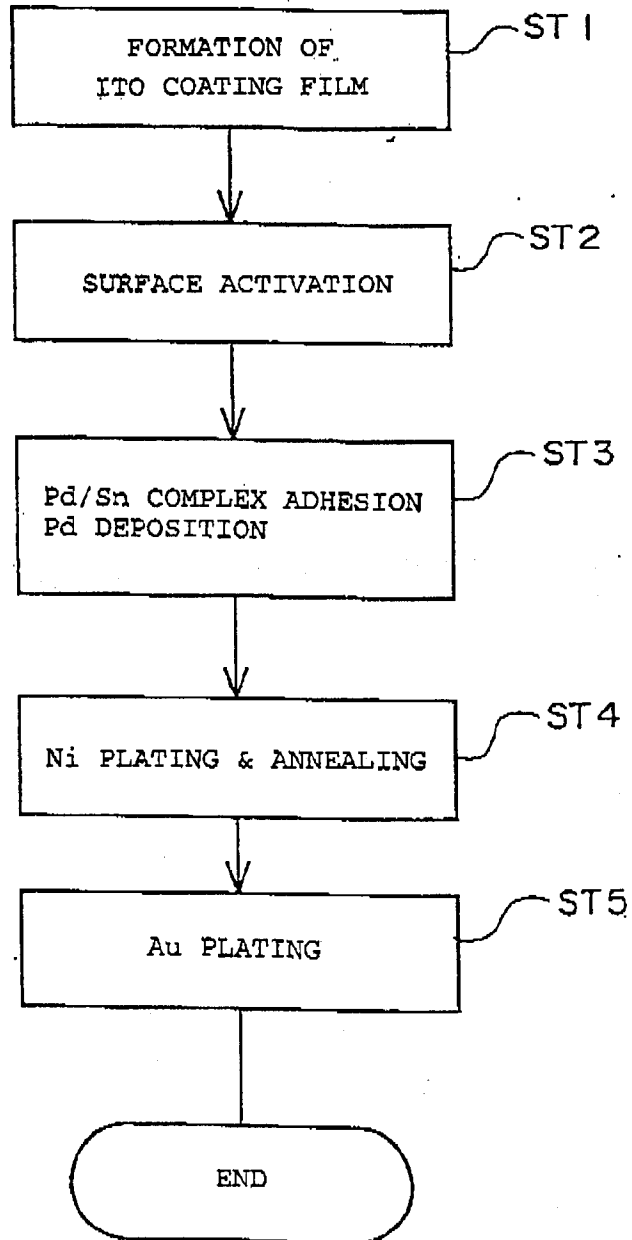 ST1
FORMATION OF
ITO COATING FILM
ST2
SURFACE ACTIVATION
ST3
Pd/Sn COMPLEX ADHESION
Pd DEPOSITION
ST4
Ni PLATING & ANNEALING
ST5
Au PLATING
END